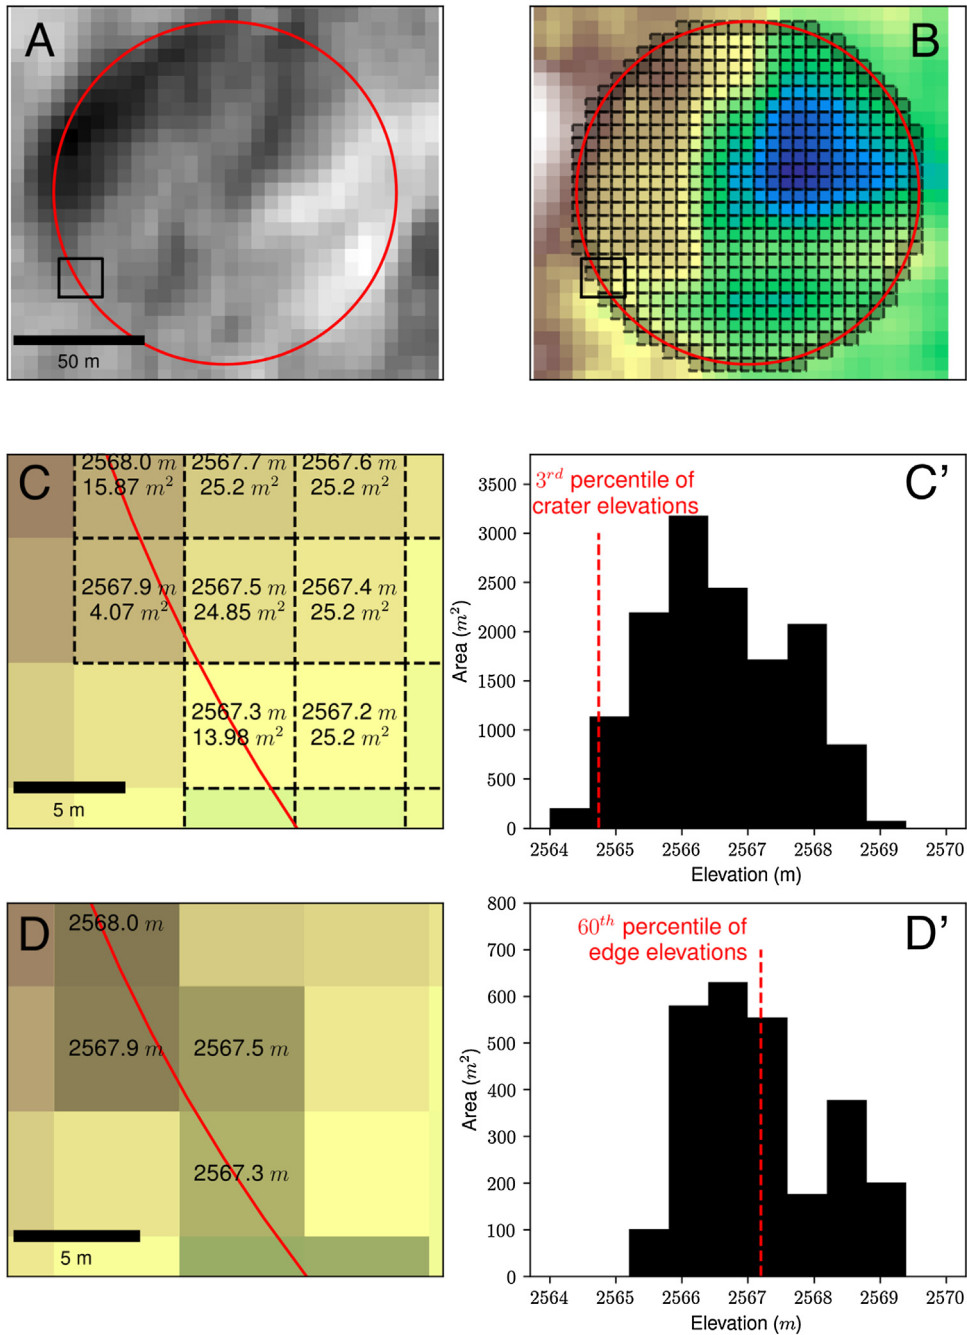 A
50 m
B
C
2568.0 m 2567.7 m 2567.6 m
15.87 m² 25.2 m² 25.2 m²
2567.9 m 2567.5 m 2567.4 m
4.07 m² 24.85 m² 25.2 m²
2567.3 m 2567.2 m
13.98 m² 25.2 m²
5 m
C’
3rd percentile of
crater elevations
Area (m²)
3500
3000
2500
2000
1500
1000
500
0
2564 2565 2566 2567 2568 2569 2570
Elevation (m)
D
2568.0 m
2567.9 m 2567.5 m
2567.3 m
5 m
D’
60th percentile of
edge elevations
Area (m²)
800
700
600
500
400
300
200
100
0
2564 2565 2566 2567 2568 2569 2570
Elevation (m)